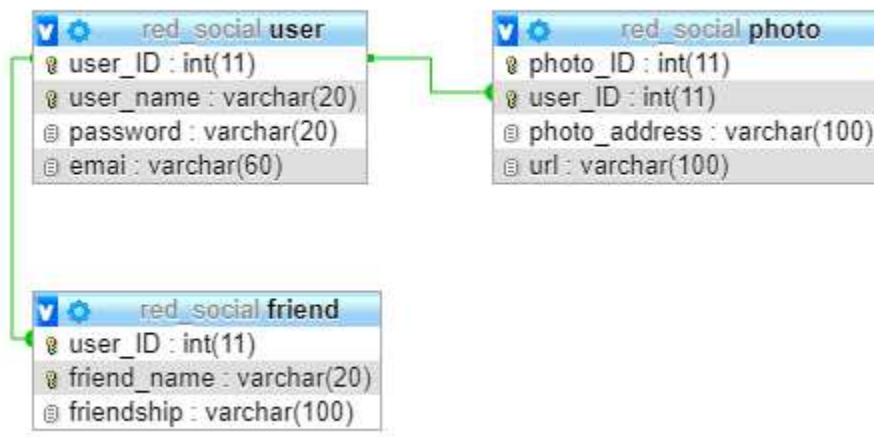 red_social user
user_ID : int(11)
user_name : varchar(20)
password : varchar(20)
emai : varchar(60)
red_social photo
photo_ID : int(11)
user_ID : int(11)
photo_address : varchar(100)
url : varchar(100)
red_social friend
user_ID : int(11)
friend_name : varchar(20)
friendship : varchar(100)